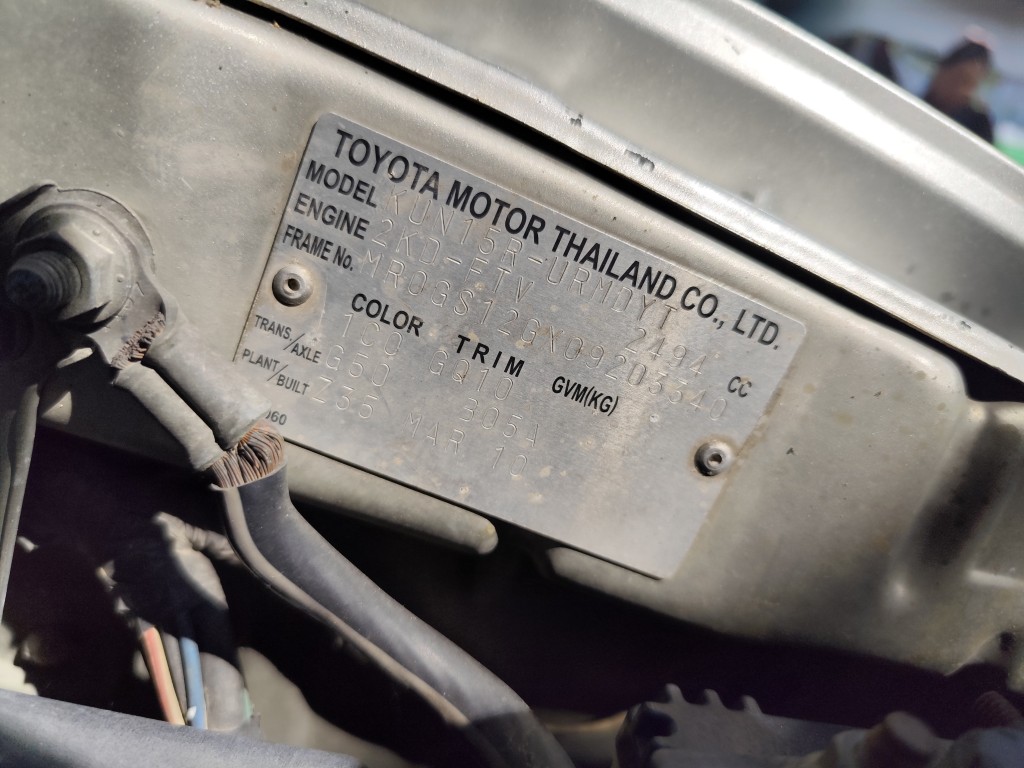 TOYOTA MOTOR THAILAND CO., LTD.
MODEL KUN15R-URMDYT
ENGINE 2KD-FTV 2494 CC
FRAME No. MR0GS12GX09203340
COLOR TRIM GVM(KG)
1C0 GQ10
TRANS/AXLE G50 305A
PLANT/BUILT Z35 MAR 10
060